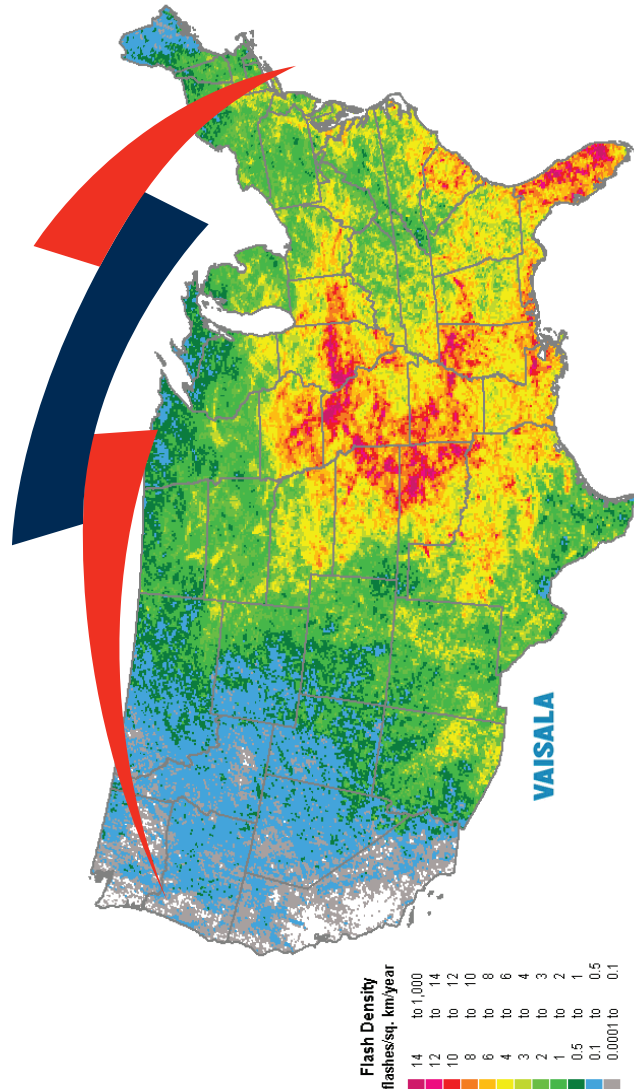 VAISALA
Flash Density
flashes/sq. km/year
14 to 1,000
12 to 14
10 to 12
8 to 10
6 to 8
4 to 6
3 to 4
2 to 3
1 to 2
0.5 to 1
0.1 to 0.5
0.0001 to 0.1